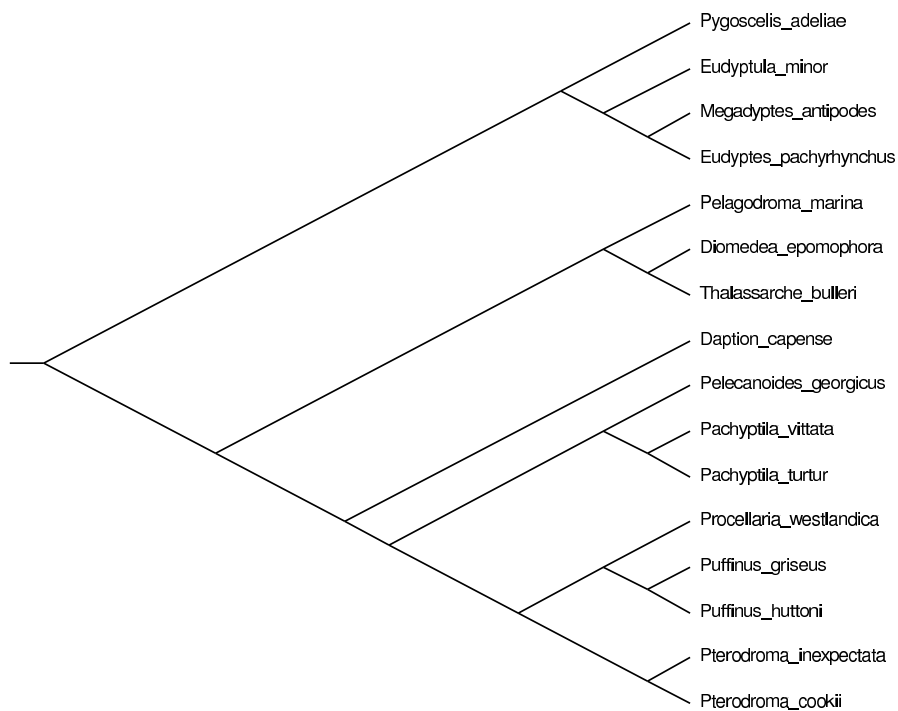 Pygoscelis_adeliae
Eudyptula_minor
Megadyptes_antipodes
Eudyptes_pachyrhynchus
Pelagodroma_marina
Diomedea_epomophora
Thalassarche_bulleri
Daption_capense
Pelecanoides_georgicus
Pachyptila_vittata
Pachyptila_turtur
Procellaria_westlandica
Puffinus_griseus
Puffinus_huttoni
Pterodroma_inexpectata
Pterodroma_cookii